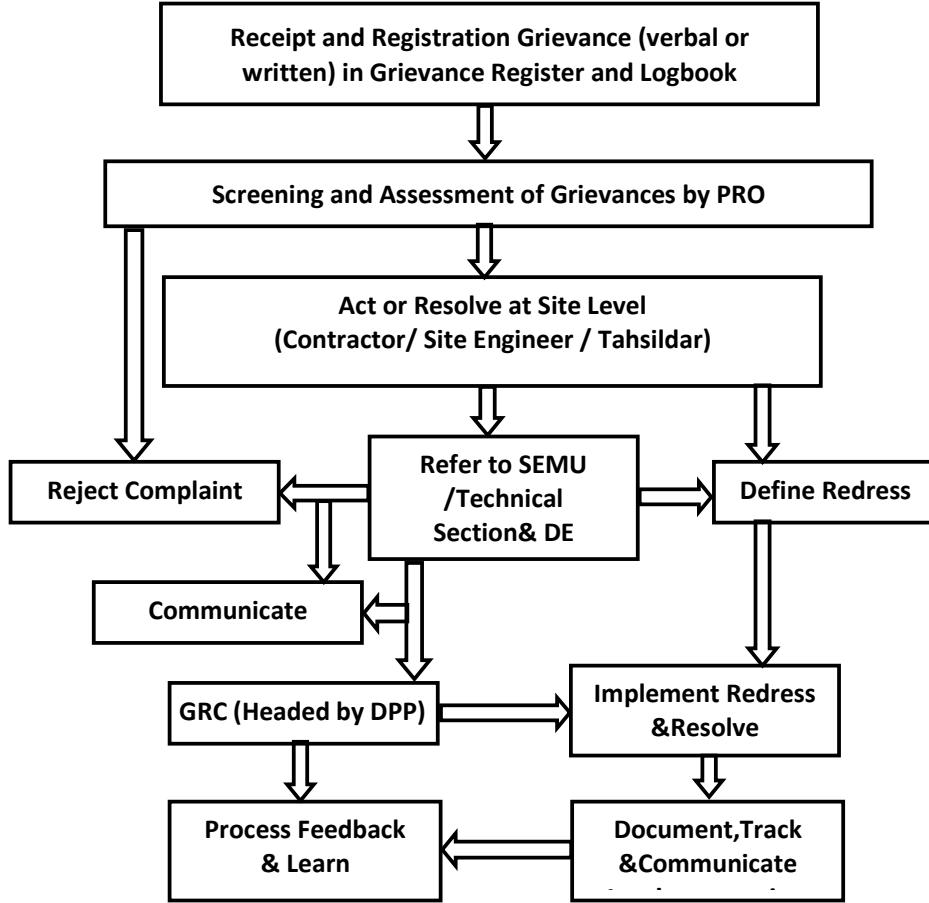 Receipt and Registration Grievance (verbal or
written) in Grievance Register and Logbook
Screening and Assessment of Grievances by PRO
Act or Resolve at Site Level
(Contractor/ Site Engineer / Tahsildar)
Reject Complaint
Refer to SEMU
/Technical
Section& DE
Define Redress
Communicate
GRC (Headed by DPP)
Implement Redress
&Resolve
Process Feedback
& Learn
Document,Track
&Communicate